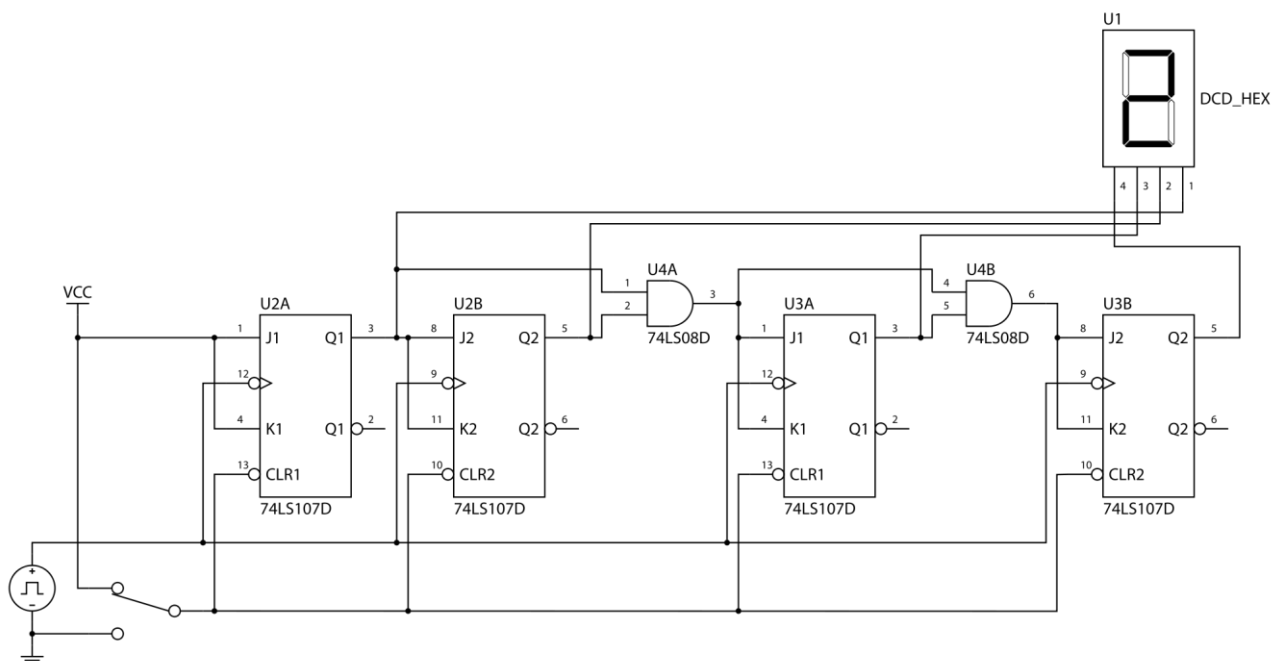 U1
2
DCD_HEX
4 3 2 1
VCC
U2A
1 J1 Q1 3
12
4 K1 Q1 2
13 CLR1
74LS107D
U2B
8 J2 Q2 5
9
11 K2 Q2 6
10 CLR2
74LS107D
U4A
1
2
3
74LS08D
U3A
1 J1 Q1 3
12
4 K1 Q1 2
13 CLR1
74LS107D
U4B
4
5
6
74LS08D
U3B
8 J2 Q2 5
9
11 K2 Q2 6
10 CLR2
74LS107D
+
−